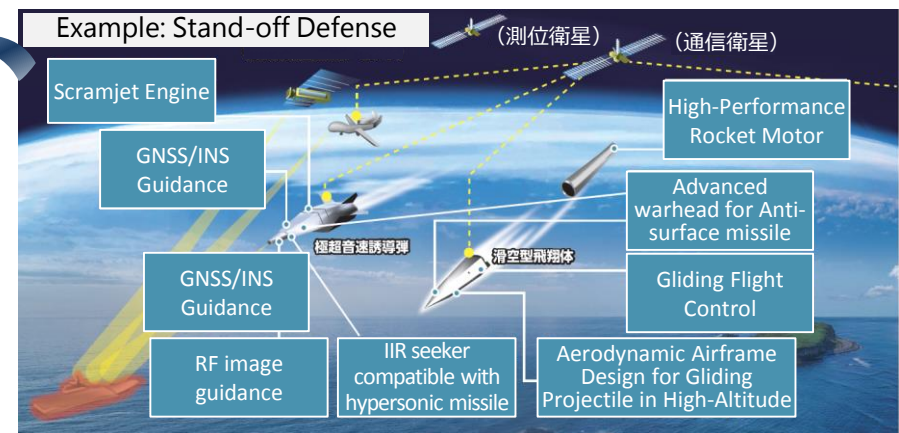 Example: Stand-off Defense
（測位衛星）
（通信衛星）
Scramjet Engine
High-Performance
Rocket Motor
GNSS/INS
Guidance
Advanced
warhead for Anti-
surface missile
極超音速誘導弾
滑空型飛翔体
GNSS/INS
Guidance
Gliding Flight
Control
RF image
guidance
IIR seeker
compatible with
hypersonic missile
Aerodynamic Airframe
Design for Gliding
Projectile in High-Altitude